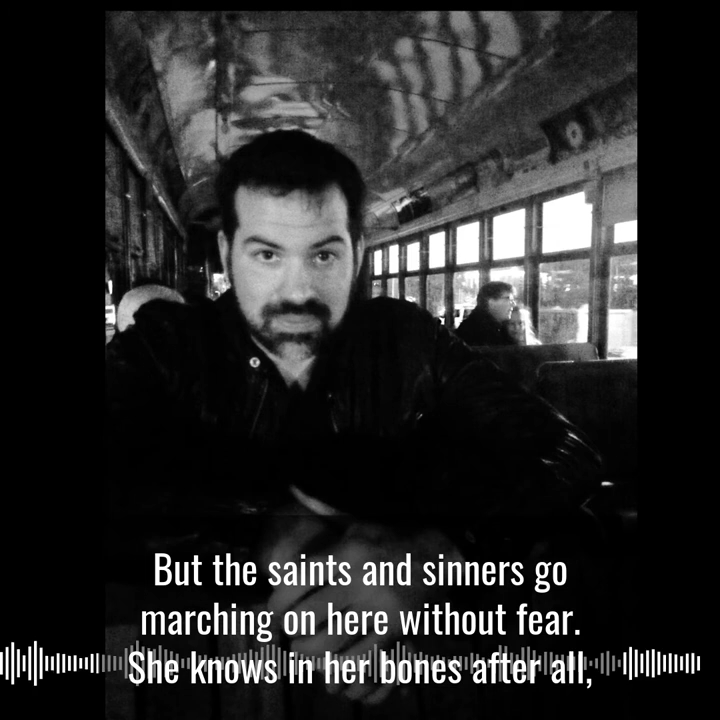 But the saints and sinners go
marching on here without fear.
She knows in her bones after all,